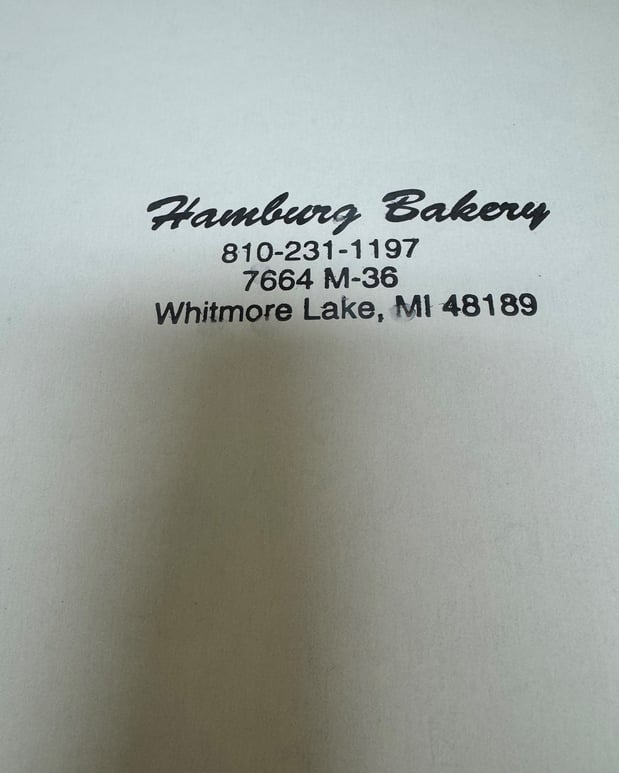 Hamburg Bakery
810-231-1197
7664 M-36
Whitmore Lake, MI 48189